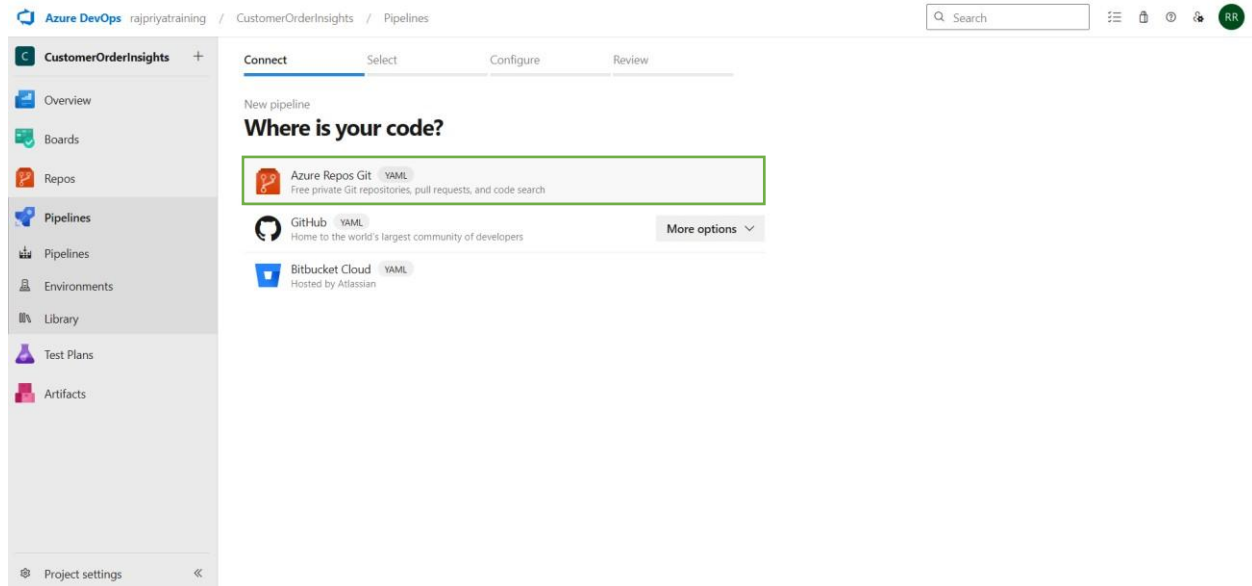 Azure DevOps rajpriyatraining / CustomerOrderInsights / Pipelines
Search
RR
C CustomerOrderInsights +
Overview
Boards
Repos
Pipelines
Pipelines
Environments
Library
Test Plans
Artifacts
Project settings
Connect Select Configure Review
New pipeline
Where is your code?
Azure Repos Git YAML
Free private Git repositories, pull requests, and code search
GitHub YAML
Home to the world's largest community of developers
More options
Bitbucket Cloud YAML
Hosted by Atlassian